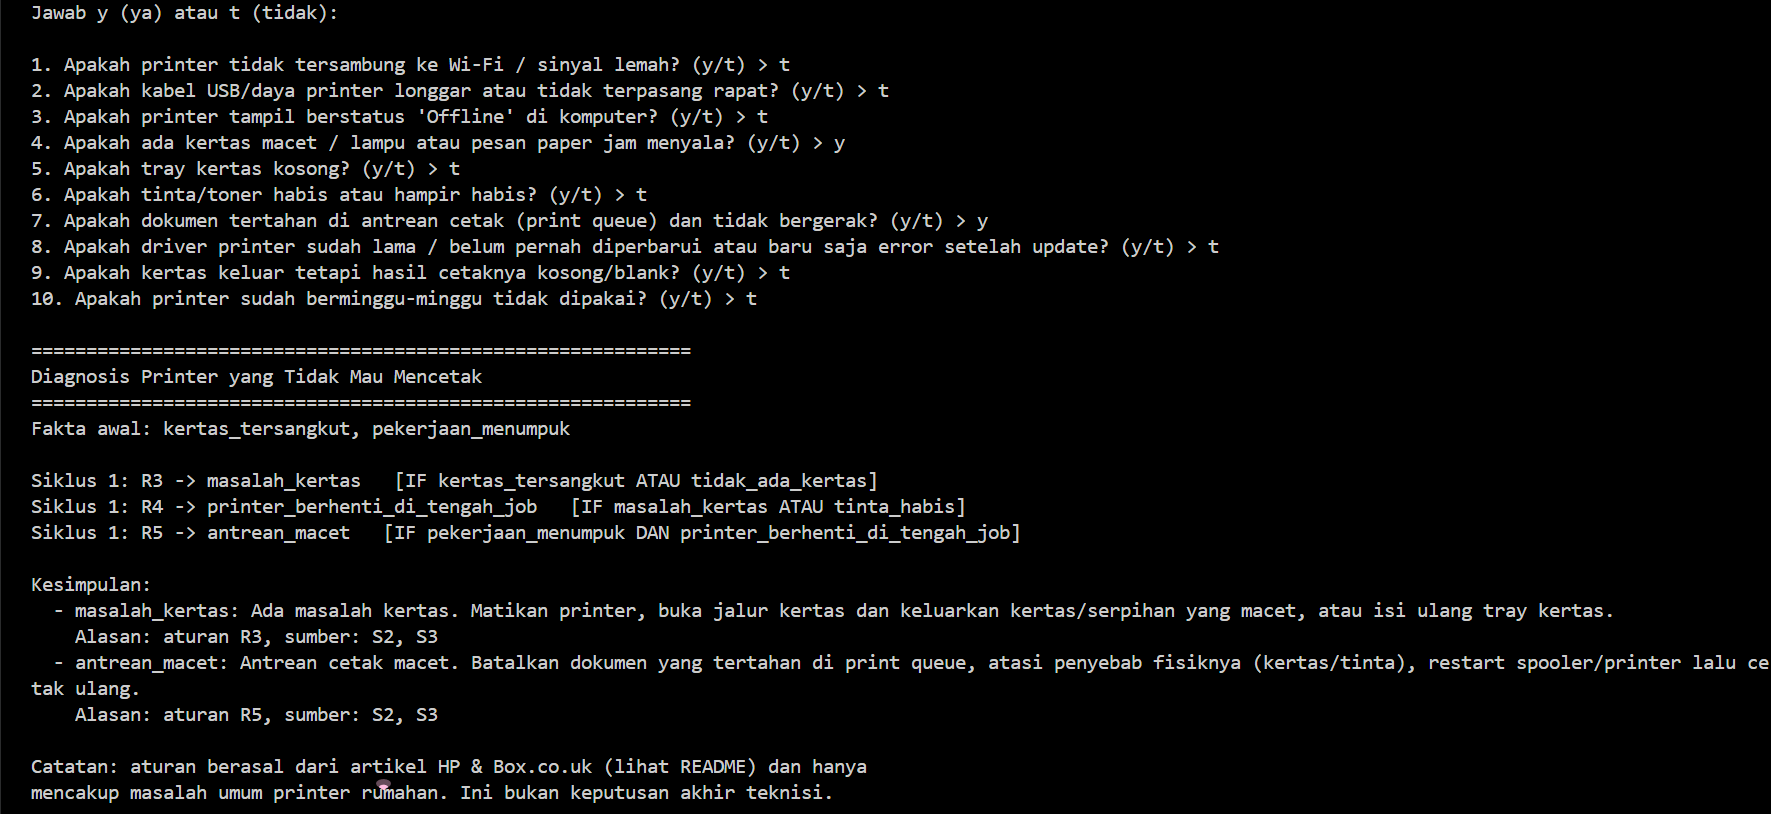 Jawab y (ya) atau t (tidak):
1. Apakah printer tidak tersambung ke Wi-Fi / sinyal lemah? (y/t) > t
2. Apakah kabel USB/daya printer longgar atau tidak terpasang rapat? (y/t) > t
3. Apakah printer tampil berstatus 'Offline' di komputer? (y/t) > t
4. Apakah ada kertas macet / lampu atau pesan paper jam menyala? (y/t) > y
5. Apakah tray kertas kosong? (y/t) > t
6. Apakah tinta/toner habis atau hampir habis? (y/t) > t
7. Apakah dokumen tertahan di antrean cetak (print queue) dan tidak bergerak? (y/t) > y
8. Apakah driver printer sudah lama / belum pernah diperbarui atau baru saja error setelah update? (y/t) > t
9. Apakah kertas keluar tetapi hasil cetaknya kosong/blank? (y/t) > t
10. Apakah printer sudah berminggu-minggu tidak dipakai? (y/t) > t
============================================================
Diagnosis Printer yang Tidak Mau Mencetak
============================================================
Fakta awal: kertas_tersangkut, pekerjaan_menumpuk
Siklus 1: R3 -> masalah_kertas   [IF kertas_tersangkut ATAU tidak_ada_kertas]
Siklus 1: R4 -> printer_berhenti_di_tengah_job   [IF masalah_kertas ATAU tinta_habis]
Siklus 1: R5 -> antrean_macet   [IF pekerjaan_menumpuk DAN printer_berhenti_di_tengah_job]
Kesimpulan:
  - masalah_kertas: Ada masalah kertas. Matikan printer, buka jalur kertas dan keluarkan kertas/serpihan yang macet, atau isi ulang tray kertas.
    Alasan: aturan R3, sumber: S2, S3
  - antrean_macet: Antrean cetak macet. Batalkan dokumen yang tertahan di print queue, atasi penyebab fisiknya (kertas/tinta), restart spooler/printer lalu ce
tak ulang.
    Alasan: aturan R5, sumber: S2, S3
Catatan: aturan berasal dari artikel HP & Box.co.uk (lihat README) dan hanya
mencakup masalah umum printer rumahan. Ini bukan keputusan akhir teknisi.